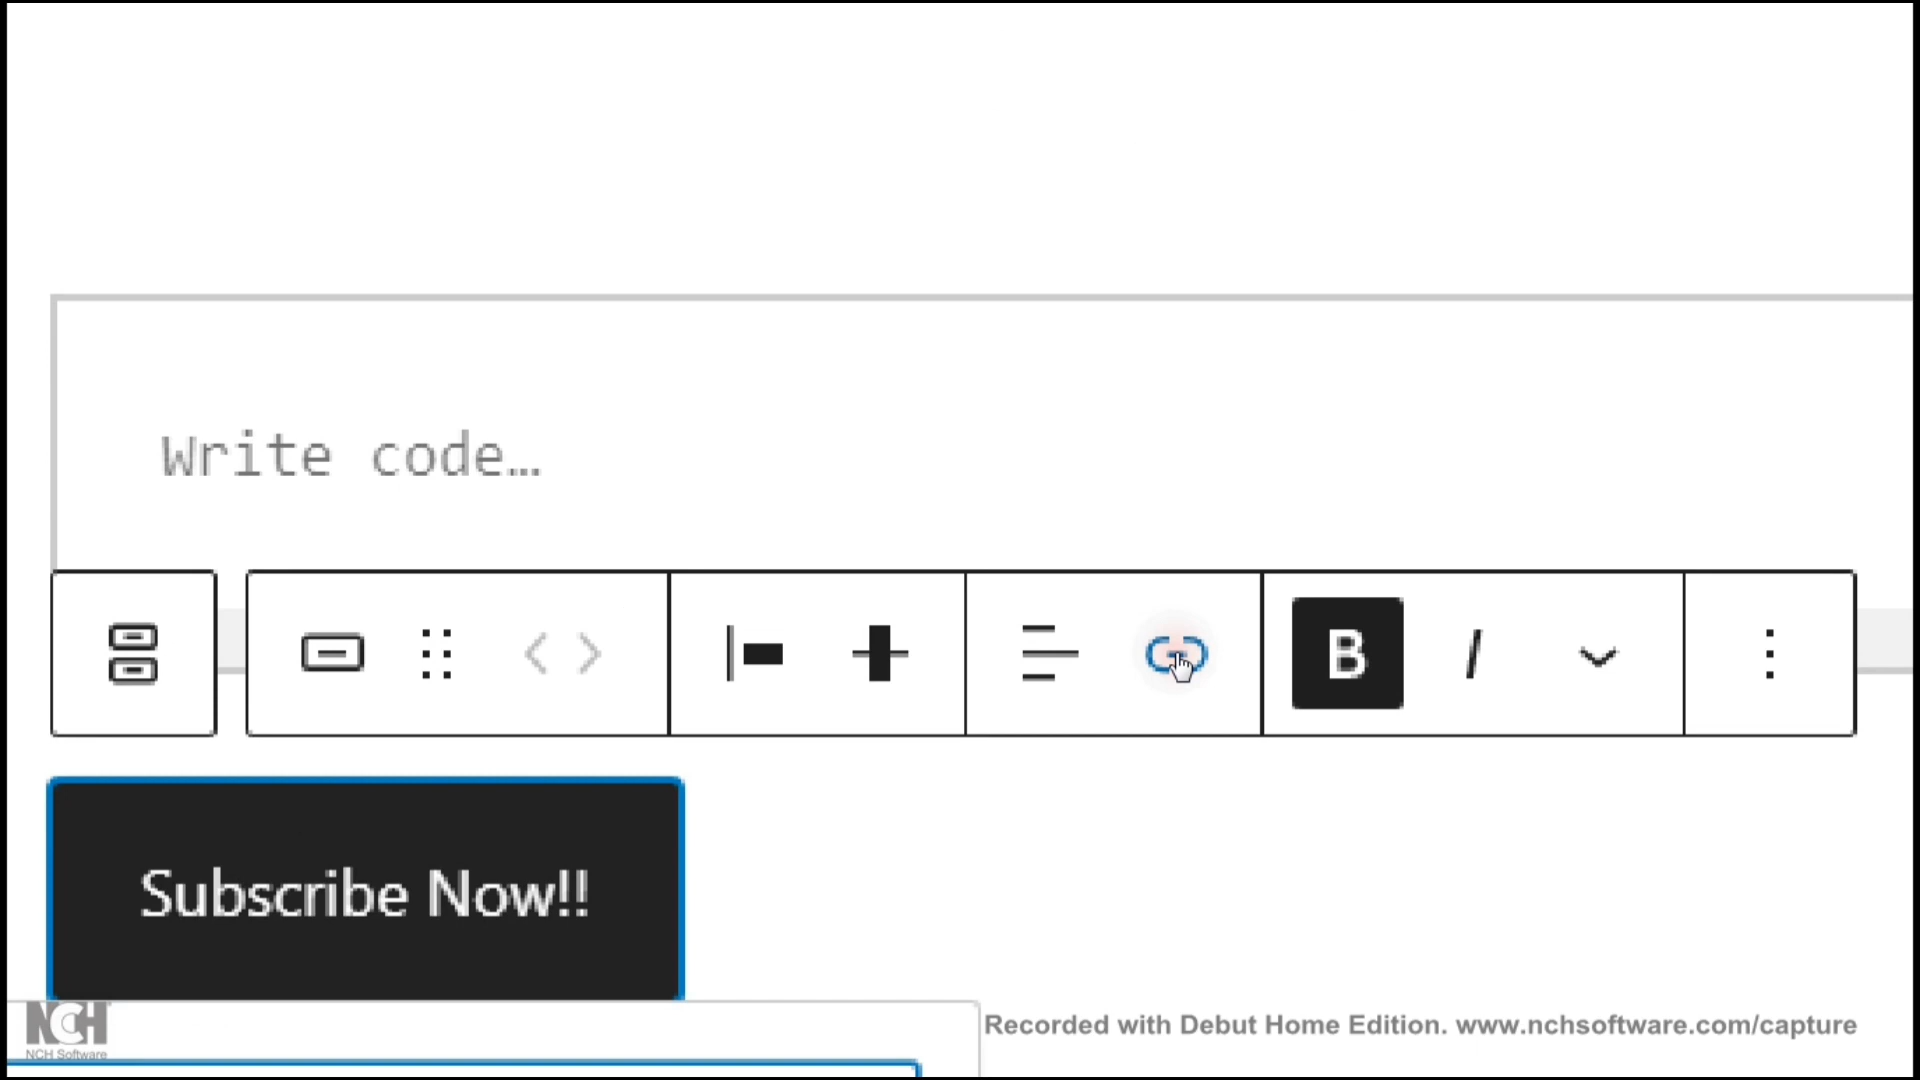 Write code…
B I
Subscribe Now!!
NCH
NCH Software
Recorded with Debut Home Edition. www.nchsoftware.com/capture